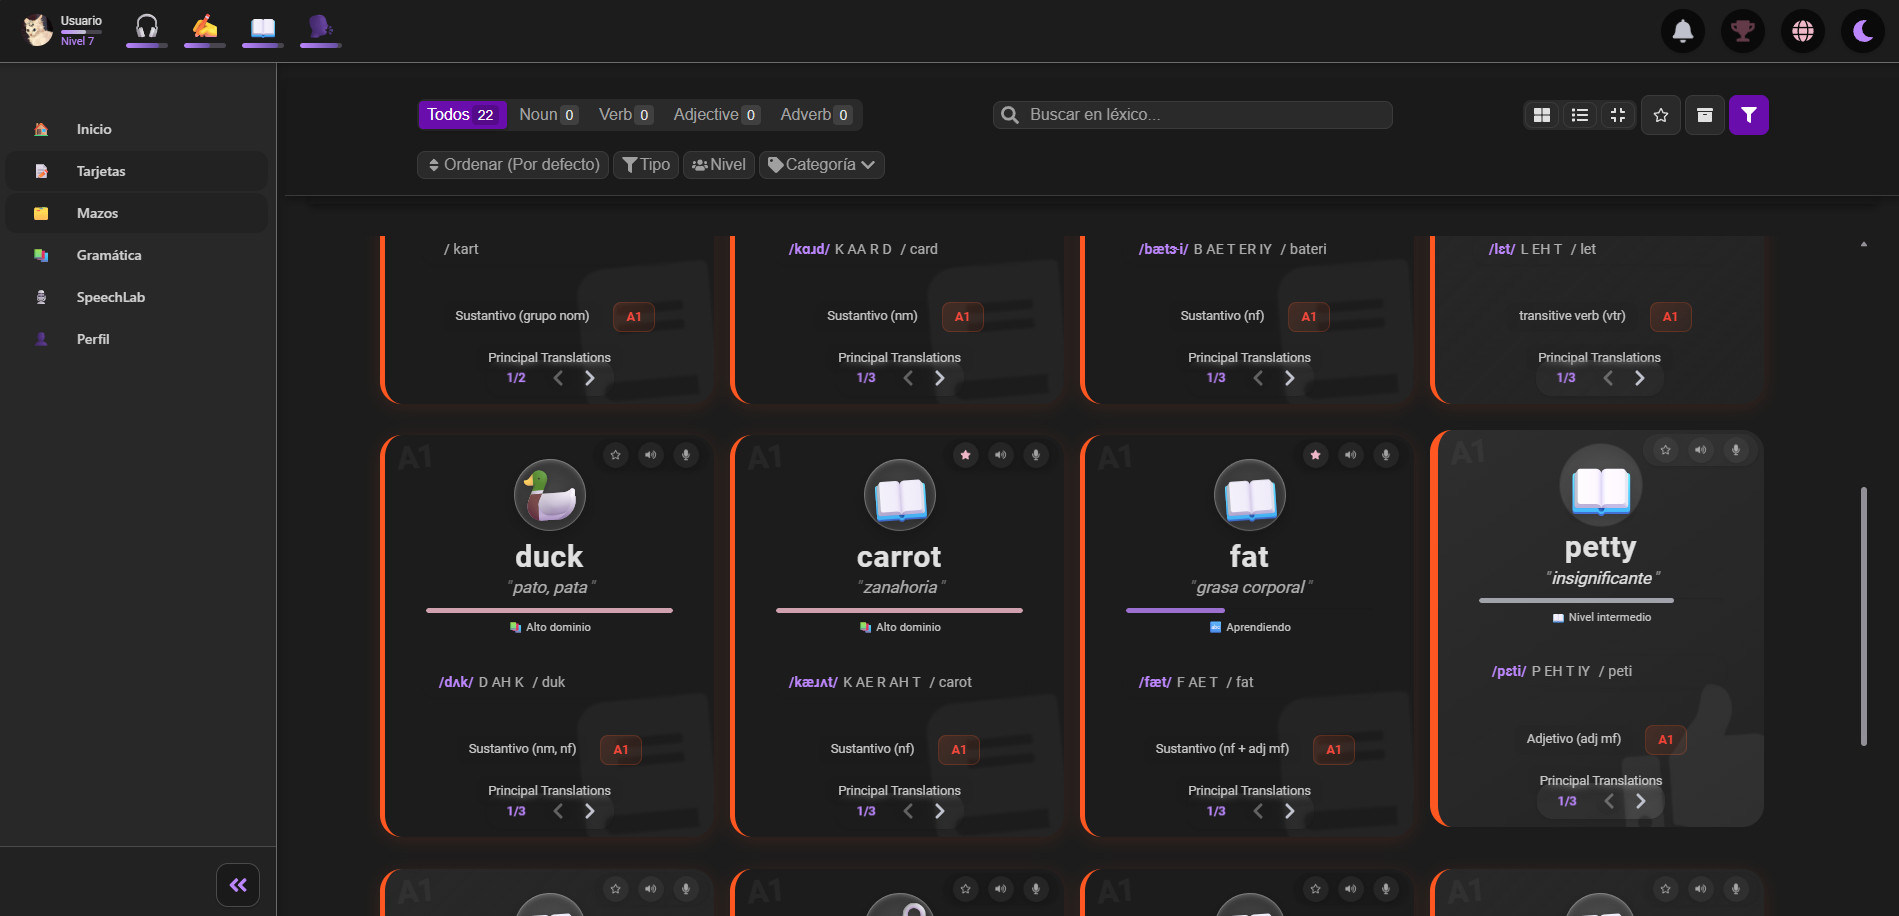 Usuario
Nivel 7
Inicio
Tarjetas
Mazos
Gramática
SpeechLab
Perfil
Todos 22 Noun 0 Verb 0 Adjective 0 Adverb 0
Buscar en léxico...
Ordenar (Por defecto) Tipo Nivel Categoría
/ kart
Sustantivo (grupo nom) A1
Principal Translations
1/2
/kɑɹd/ K AA R D / card
Sustantivo (nm) A1
Principal Translations
1/3
/bætɝi/ B AE T ER IY / bateri
Sustantivo (nf) A1
Principal Translations
1/3
/lɛt/ L EH T / let
transitive verb (vtr) A1
Principal Translations
1/3
A1
duck
"pato, pata"
Alto dominio
/dʌk/ D AH K / duk
Sustantivo (nm, nf) A1
Principal Translations
1/3
A1
carrot
"zanahoria"
Alto dominio
/kæɹʌt/ K AE R AH T / carot
Sustantivo (nf) A1
Principal Translations
1/3
A1
fat
"grasa corporal"
Aprendiendo
/fæt/ F AE T / fat
Sustantivo (nf + adj mf) A1
Principal Translations
1/3
A1
petty
"insignificante"
Nivel intermedio
/pɛti/ P EH T IY / peti
Adjetivo (adj mf) A1
Principal Translations
1/3
A1
A1
A1
A1